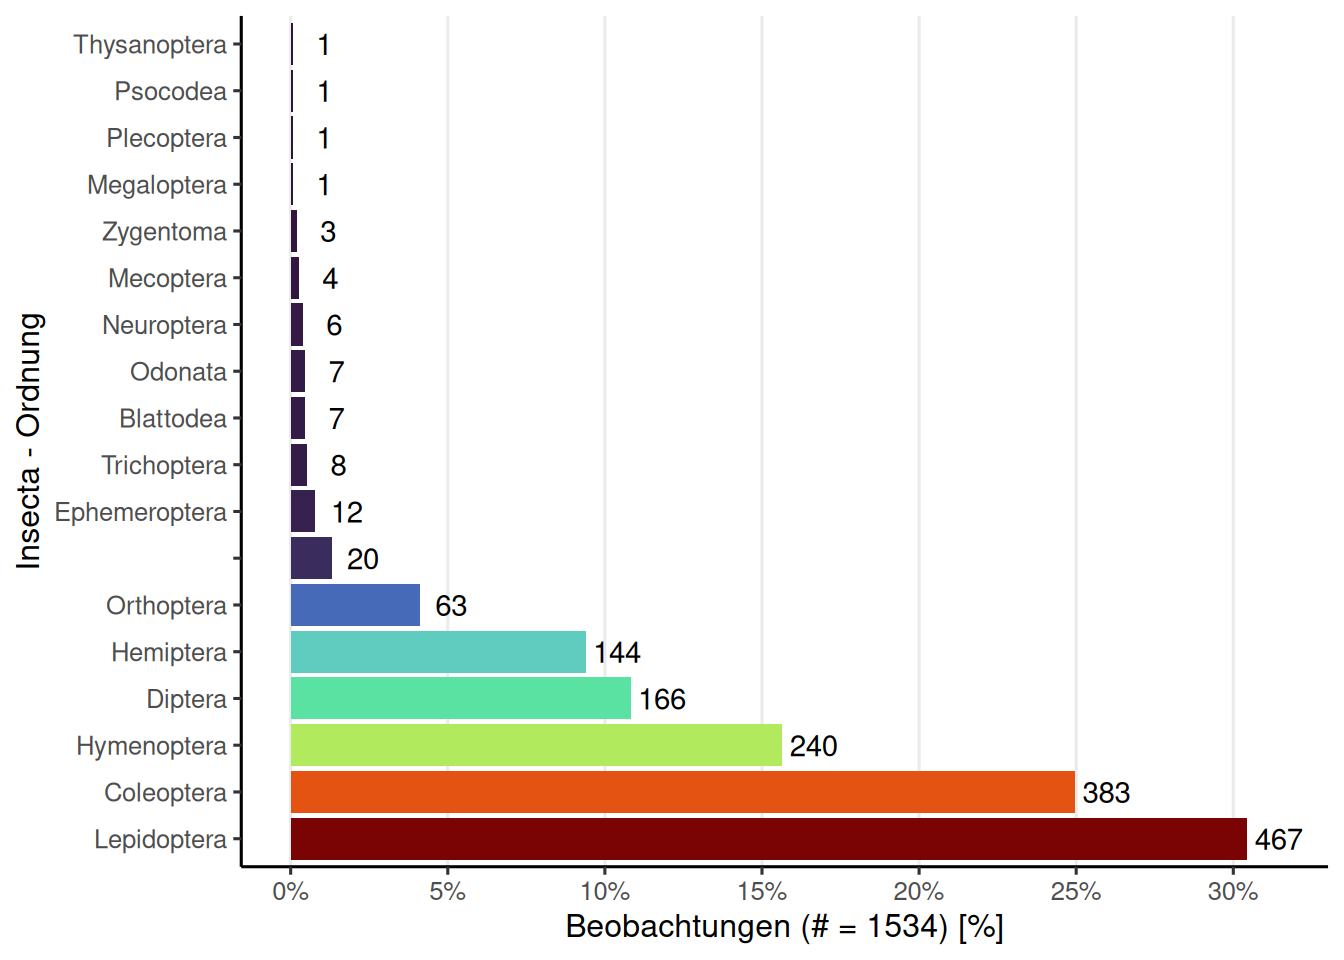 Insecta - Ordnung
Thysanoptera 1
Psocodea 1
Plecoptera 1
Megaloptera 1
Zygentoma 3
Mecoptera 4
Neuroptera 6
Odonata 7
Blattodea 7
Trichoptera 8
Ephemeroptera 12
20
Orthoptera 63
Hemiptera 144
Diptera 166
Hymenoptera 240
Coleoptera 383
Lepidoptera 467
0% 5% 10% 15% 20% 25% 30%
Beobachtungen (# = 1534) [%]